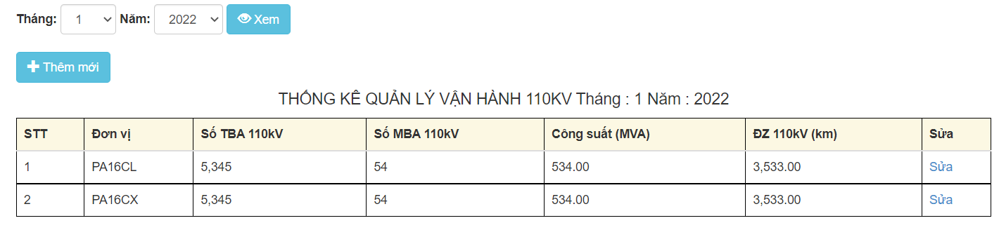 Tháng: 1 Năm: 2022 Xem
Thêm mới
THỐNG KÊ QUẢN LÝ VẬN HÀNH 110KV Tháng : 1 Năm : 2022
STT Đơn vị Số TBA 110kV Số MBA 110kV Công suất (MVA) ĐZ 110kV (km) Sửa
1 PA16CL 5,345 54 534.00 3,533.00 Sửa
2 PA16CX 5,345 54 534.00 3,533.00 Sửa